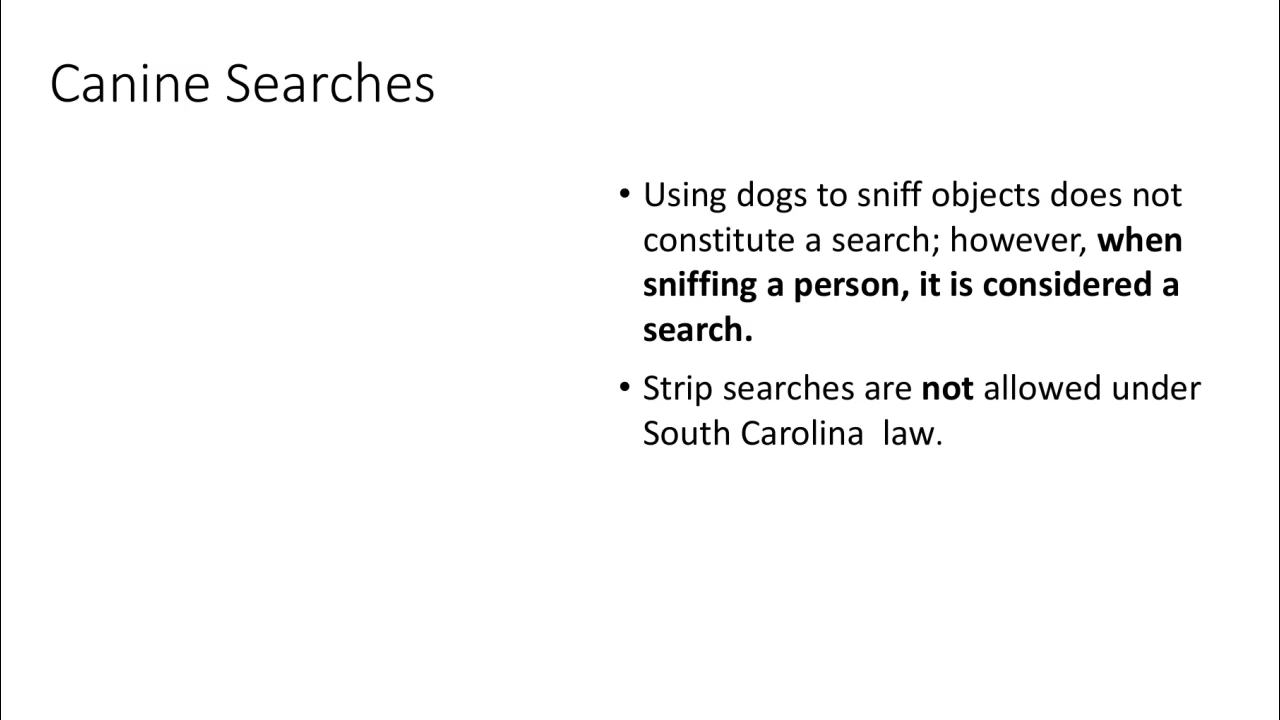 Canine Searches
• Using dogs to sniff objects does not
constitute a search; however, when
sniffing a person, it is considered a
search.
• Strip searches are not allowed under
South Carolina  law.